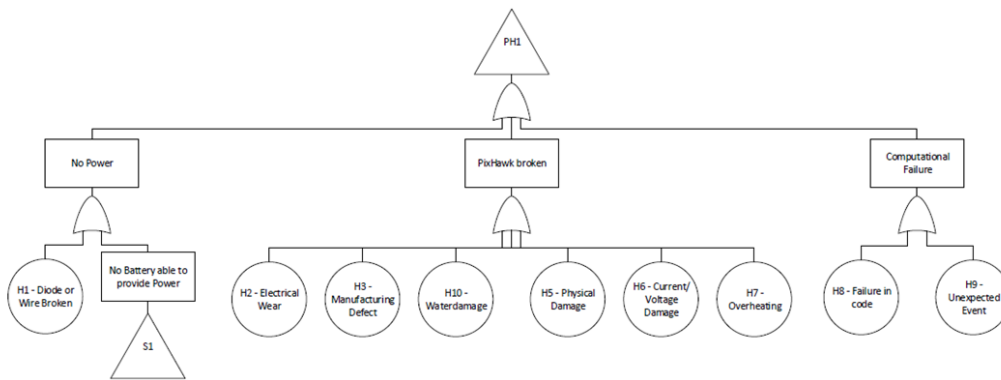 PH1
No Power
PixHawk broken
Computational
Failure
H1 - Diode or
Wire Broken
No Battery able to
provide Power
H2 - Electrical
Wear
H3 -
Manufacturing
Defect
H10 -
Waterdamage
H5 - Physical
Damage
H6 - Current/
Voltage
Damage
H7 -
Overheating
H8 - Failure in
code
H9 -
Unexpected
Event
S1